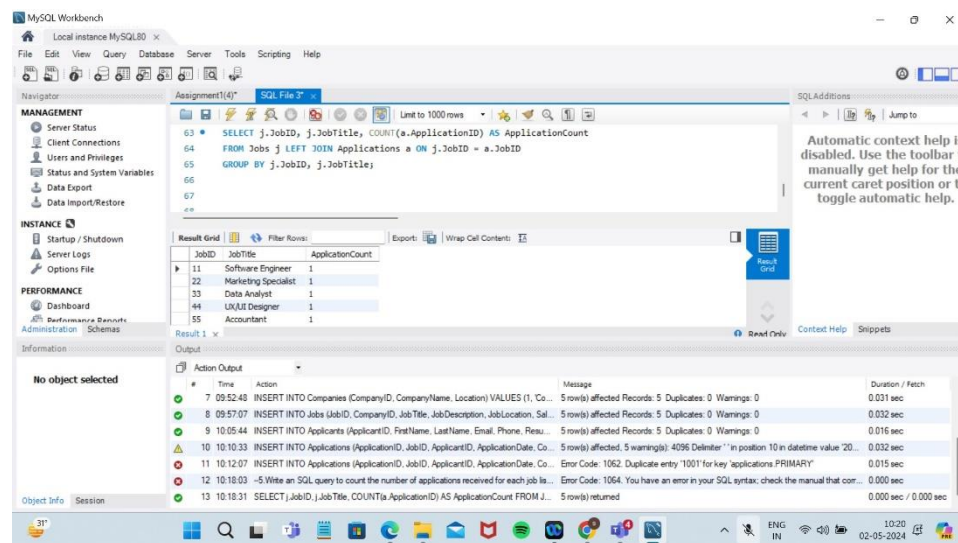 MySQL Workbench
Local instance MySQL80 ×
File Edit View Query Database Server Tools Scripting Help
Navigator
MANAGEMENT
Server Status
Client Connections
Users and Privileges
Status and System Variables
Data Export
Data Import/Restore
INSTANCE
Startup / Shutdown
Server Logs
Options File
PERFORMANCE
Dashboard
Performance Reports
Administration Schemas
Information
No object selected
Object Info Session
Assignment1(4)* SQL File 3* ×
Limit to 1000 rows
63 SELECT j.JobID, j.JobTitle, COUNT(a.ApplicationID) AS ApplicationCount
64 FROM Jobs j LEFT JOIN Applications a ON j.JobID = a.JobID
65 GROUP BY j.JobID, j.JobTitle;
66
67
68
Result Grid Filter Rows: Export: Wrap Cell Content:
JobID JobTitle ApplicationCount
11 Software Engineer 1
22 Marketing Specialist 1
33 Data Analyst 1
44 UX/UI Designer 1
55 Accountant 1
Result Grid
Result 1 × Read Only
SQLAdditions
Jump to
Automatic context help i
disabled. Use the toolbar
manually get help for the
current caret position or t
toggle automatic help.
Context Help Snippets
Output
Action Output
# Time Action Message Duration / Fetch
7 09:52:48 INSERT INTO Companies (CompanyID, CompanyName, Location) VALUES (1, 'Co... 5 row(s) affected Records: 5 Duplicates: 0 Warnings: 0 0.031 sec
8 09:57:07 INSERT INTO Jobs (JobID, CompanyID, JobTitle, JobDescription, JobLocation, Sal... 5 row(s) affected Records: 5 Duplicates: 0 Warnings: 0 0.032 sec
9 10:05:44 INSERT INTO Applicants (ApplicantID, FirstName, LastName, Email, Phone, Resu... 5 row(s) affected Records: 5 Duplicates: 0 Warnings: 0 0.016 sec
10 10:10:33 INSERT INTO Applications (ApplicationID, JobID, ApplicantID, ApplicationDate, Co... 5 row(s) affected, 5 warning(s): 4096 Delimiter ' ' in position 10 in datetime value '20... 0.032 sec
11 10:12:07 INSERT INTO Applications (ApplicationID, JobID, ApplicantID, ApplicationDate, Co... Error Code: 1062. Duplicate entry '1001' for key 'applications.PRIMARY' 0.015 sec
12 10:18:03 --5.Write an SQL query to count the number of applications received for each job lis... Error Code: 1064. You have an error in your SQL syntax; check the manual that corr... 0.000 sec
13 10:18:31 SELECT j.JobID, j.JobTitle, COUNT(a.ApplicationID) AS ApplicationCount FROM J... 5 row(s) returned 0.000 sec / 0.000 sec
31°
ENG
IN
10:20
02-05-2024
PRE